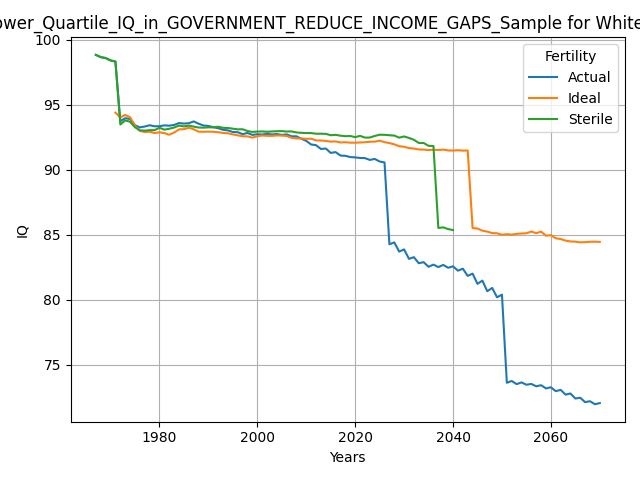 ower_Quartile_IQ_in_GOVERNMENT_REDUCE_INCOME_GAPS_Sample for White
Fertility
Actual
Ideal
Sterile
100
95
90
85
80
75
IQ
1980
2000
2020
2040
2060
Years